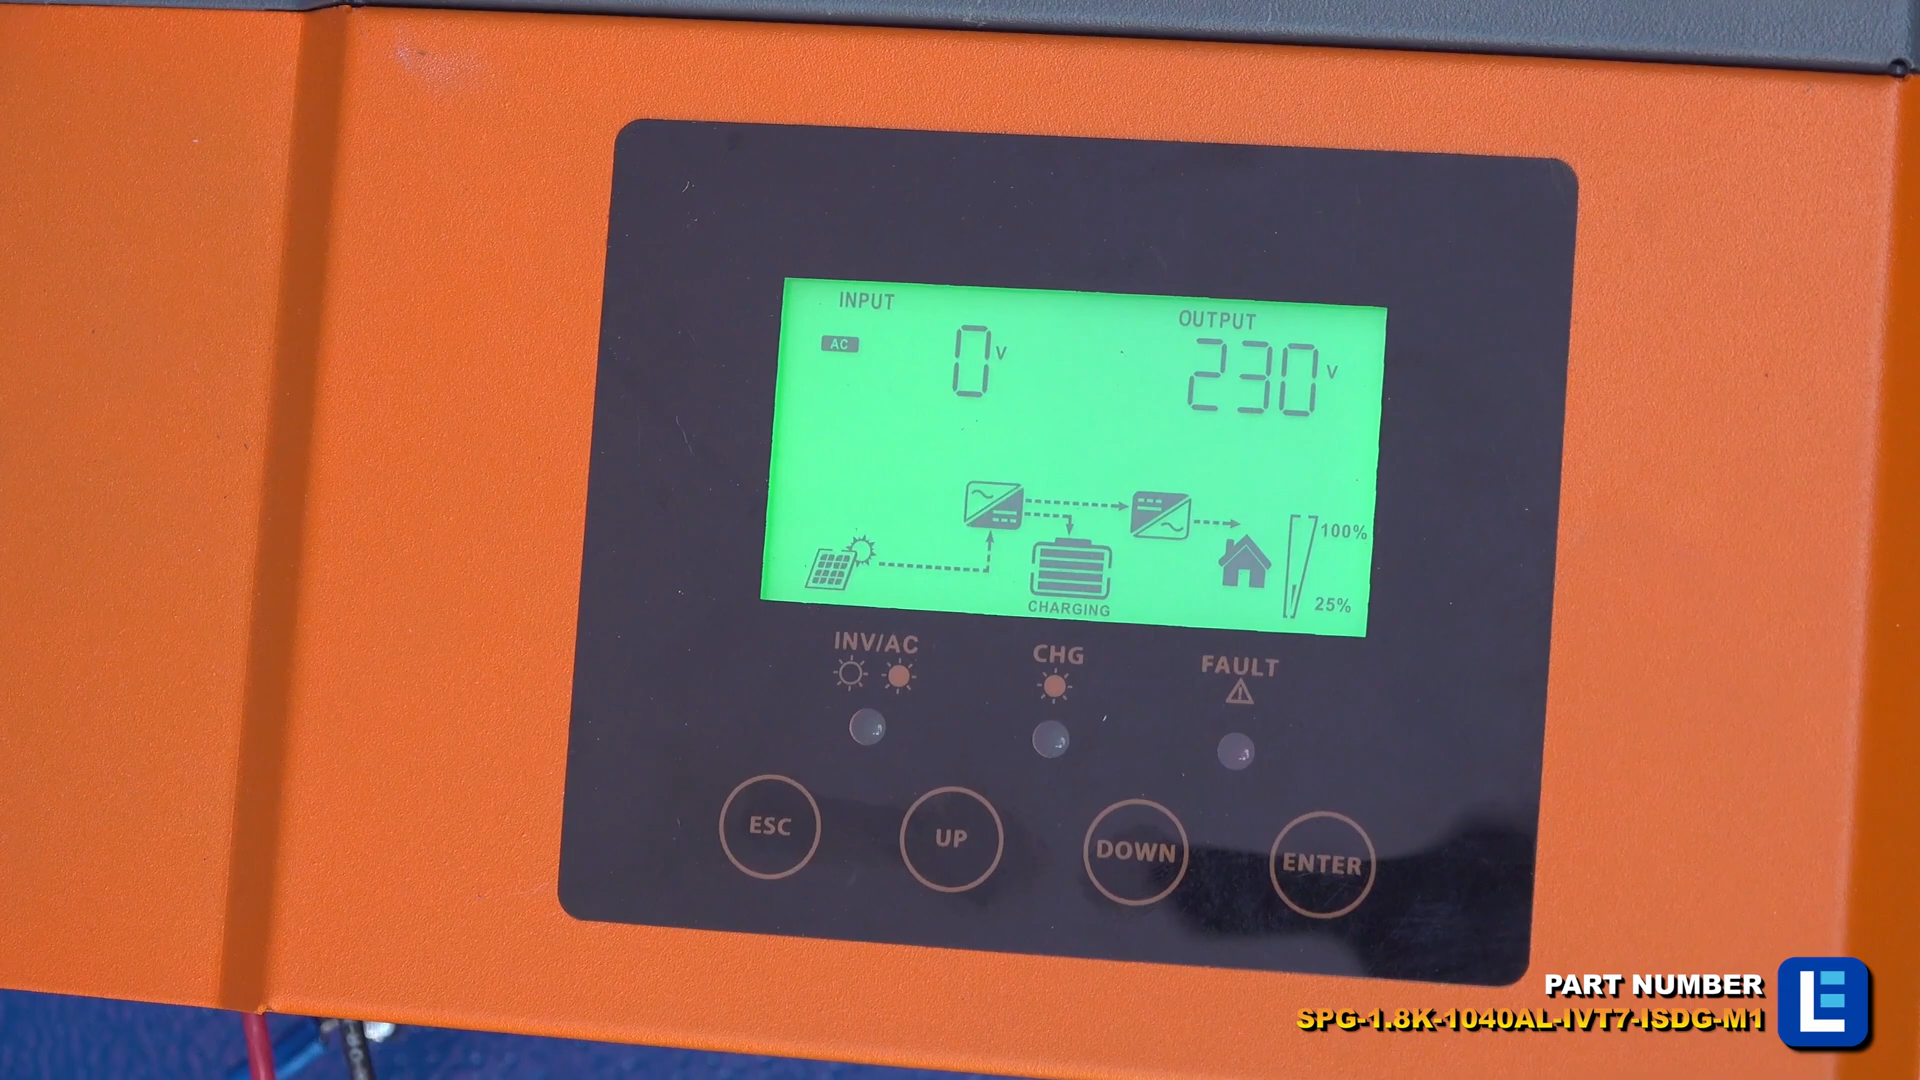 INPUT
OUTPUT
AC
0V
230V
100%
25%
CHARGING
INV/AC
CHG
FAULT
ESC
UP
DOWN
ENTER
PART NUMBER
SPG-1.8K-1040AL-IVT7-ISDG-M1
LE